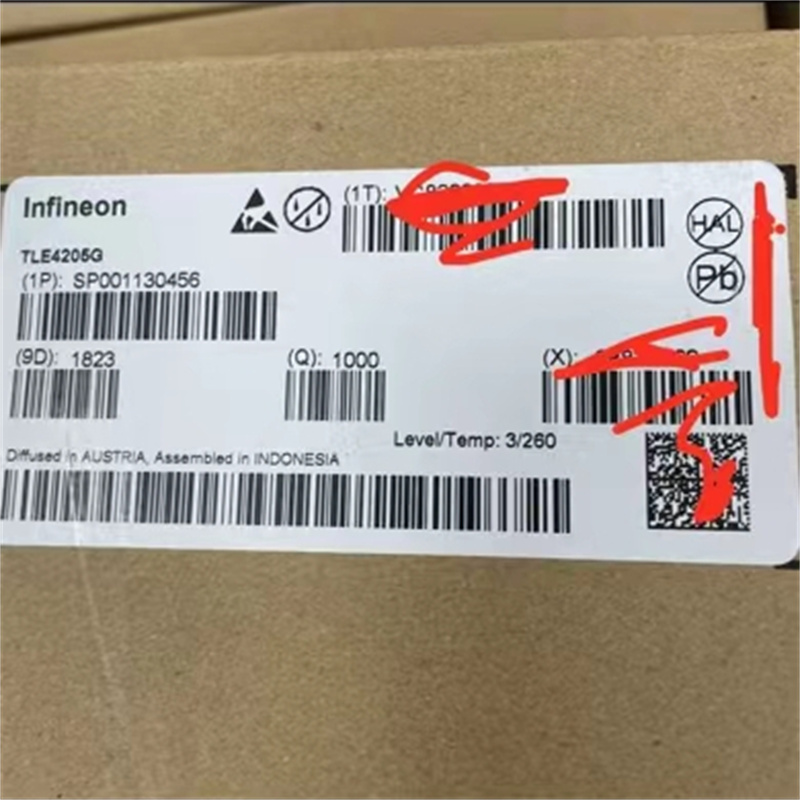 Infineon
(1T):
HAL
TLE4205G
(1P): SP001130456
Pb
(9D): 1823
(Q): 1000
(X):
Level/Temp: 3/260
Diffused in AUSTRIA, Assembled in INDONESIA